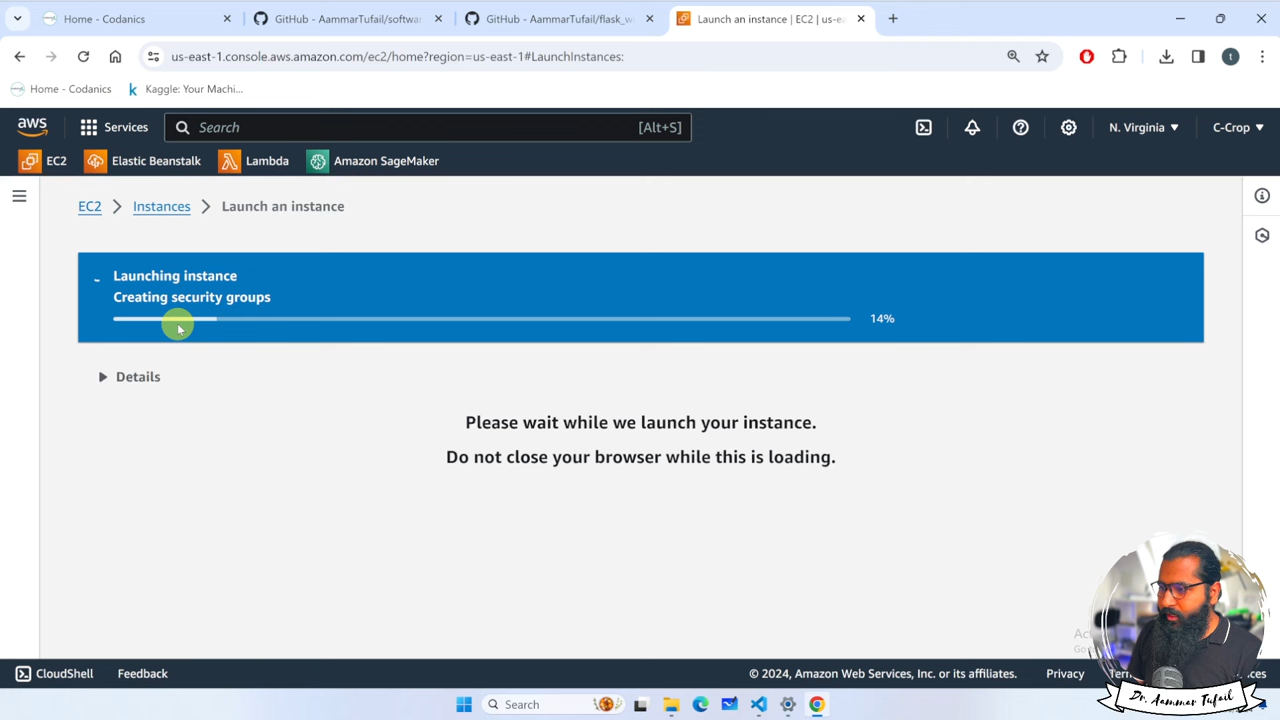 Home - Codanics
GitHub - AammarTufail/softwar
GitHub - AammarTufail/flask_w
Launch an instance | EC2 | us-ea
us-east-1.console.aws.amazon.com/ec2/home?region=us-east-1#LaunchInstances:
t
Home - Codanics
k Kaggle: Your Machi...
aws
Services
Search
[Alt+S]
N. Virginia
C-Crop
EC2
Elastic Beanstalk
Lambda
Amazon SageMaker
EC2
Instances
Launch an instance
Launching instance
Creating security groups
14%
Details
Please wait while we launch your instance.
Do not close your browser while this is loading.
CloudShell
Feedback
© 2024, Amazon Web Services, Inc. or its affiliates.
Privacy
Search
Dr. Aammar Tufail